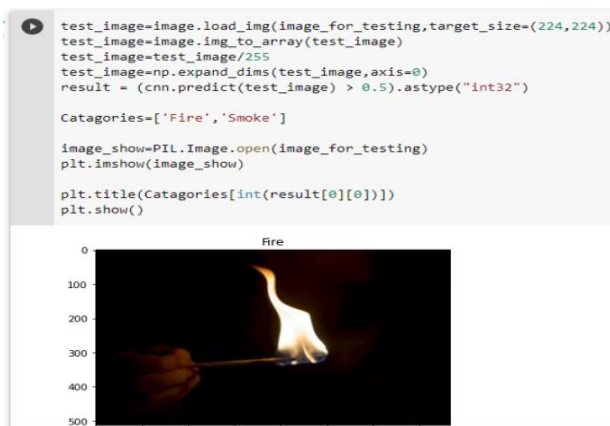 test_image=image.load_img(image_for_testing,target_size=(224,224))
test_image=image.img_to_array(test_image)
test_image=test_image/255
test_image=np.expand_dims(test_image,axis=0)
result = (cnn.predict(test_image) > 0.5).astype("int32")
Catagories=['Fire','Smoke']
image_show=PIL.Image.open(image_for_testing)
plt.imshow(image_show)
plt.title(Catagories[int(result[0][0])])
plt.show()
Fire
0
100
200
300
400
500